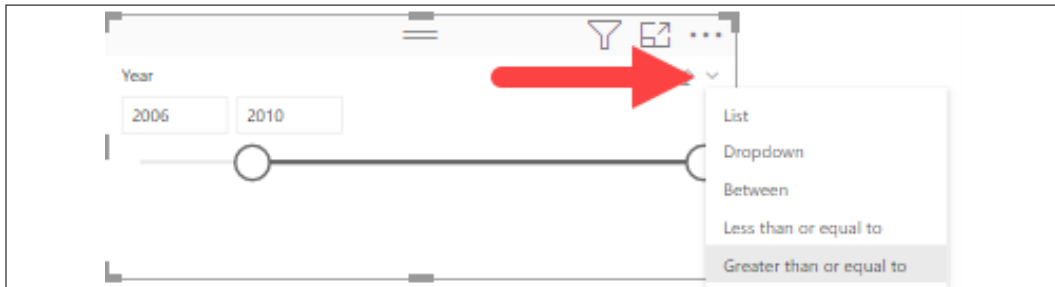 Year
2006 2010
List
Dropdown
Between
Less than or equal to
Greater than or equal to